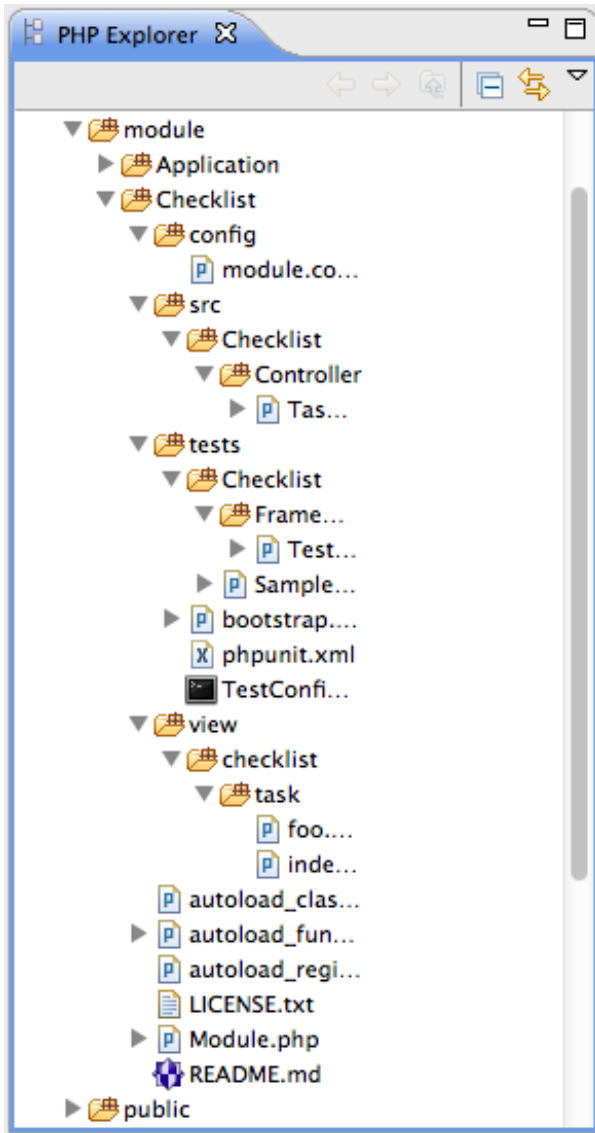 PHP Explorer
module
Application
Checklist
config
module.co...
src
Checklist
Controller
Tas...
tests
Checklist
Frame...
Test...
Sample...
bootstrap....
phpunit.xml
TestConfi...
view
checklist
task
foo....
inde...
autoload_clas...
autoload_fun...
autoload_regi...
LICENSE.txt
Module.php
README.md
public